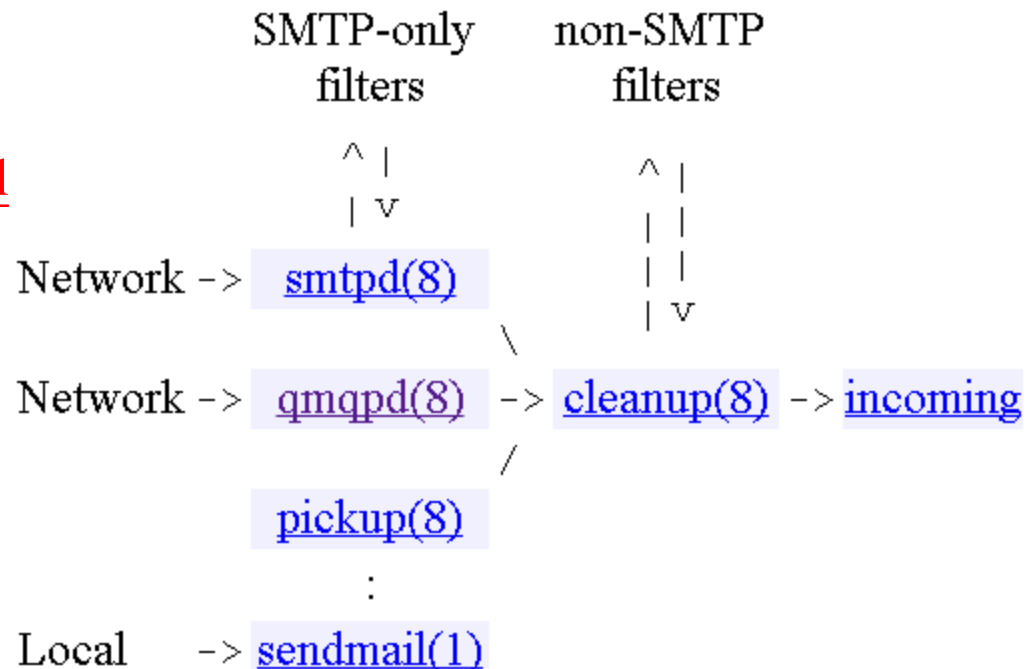 SMTP-only non-SMTP
filters filters
^ | ^ |
| v | |
Network -> smtpd(8) | |
| v
\
Network -> qmqpd(8) -> cleanup(8) -> incoming
/
pickup(8)
:
Local -> sendmail(1)